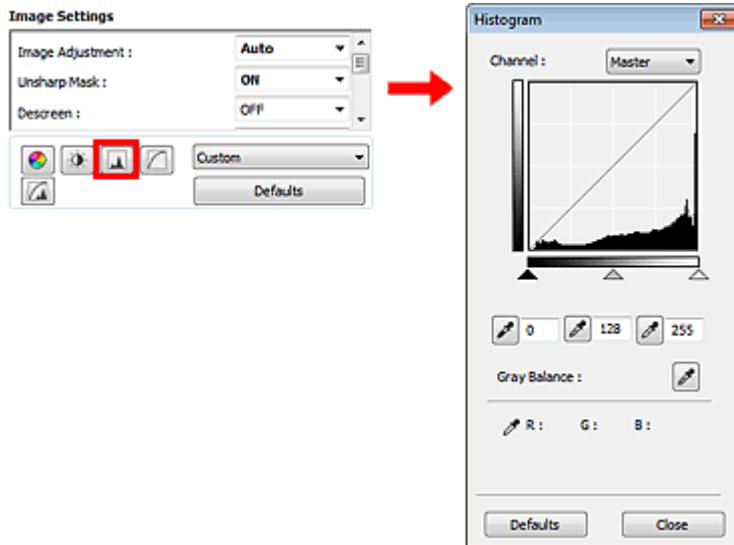 Image Settings
Image Adjustment : Auto
Unsharp Mask : ON
Descreen : OFF
Custom
Defaults
Histogram
Channel : Master
0 128 255
Gray Balance :
R : G : B :
Defaults Close